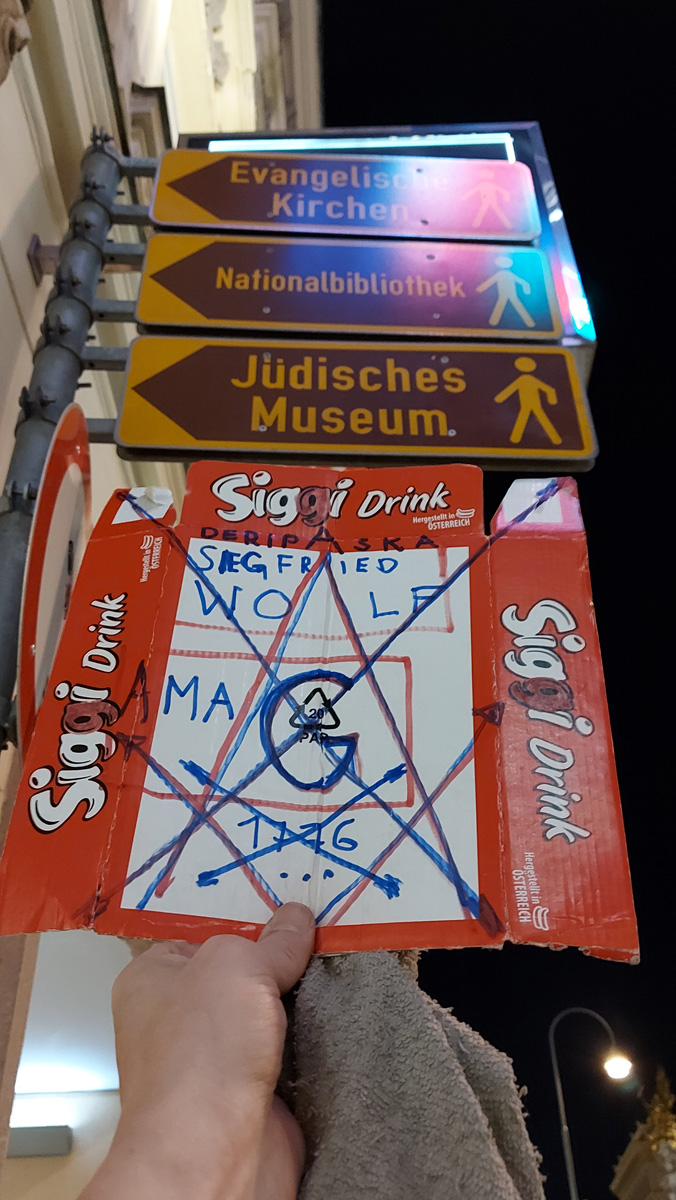 Evangelische
Kirchen
Nationalbibliothek
Jüdisches
Museum
Siggi Drink
Hergestellt in
ÖSTERREICH
DERIPASKA
SIEGFRIED
WOLF
AMA G
20
PAP
1776
...
Siggi Drink
Hergestellt in
ÖSTERREICH
Siggi Drink
Hergestellt in
ÖSTERREICH